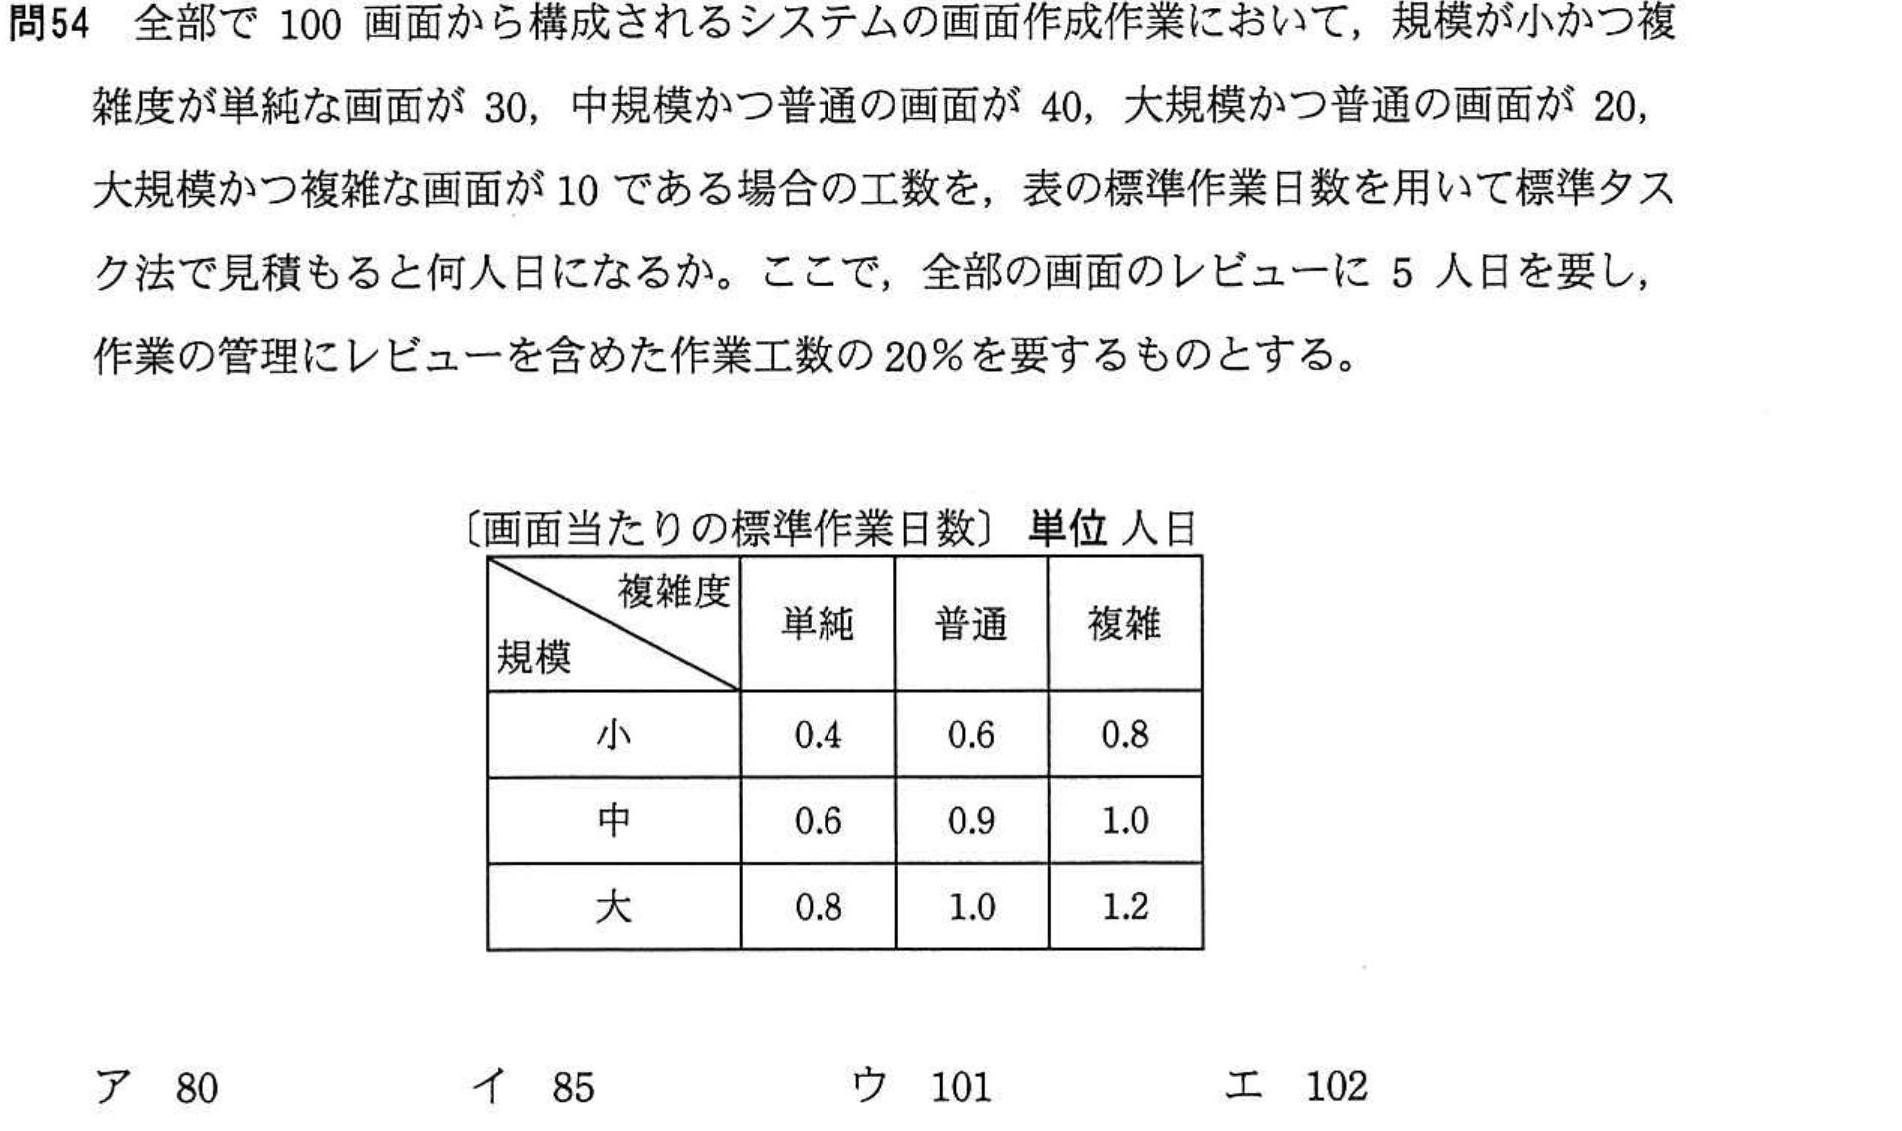 問54 全部で 100 画面から構成されるシステムの画面作成作業において，規模が小かつ複
雑度が単純な画面が 30，中規模かつ普通の画面が 40，大規模かつ普通の画面が 20，
大規模かつ複雑な画面が 10 である場合の工数を，表の標準作業日数を用いて標準タス
ク法で見積もると何人日になるか。ここで，全部の画面のレビューに 5 人日を要し，
作業の管理にレビューを含めた作業工数の 20％を要するものとする。
〔画面当たりの標準作業日数〕 単位 人日
複雑度 規模 単純 普通 複雑
小 0.4 0.6 0.8
中 0.6 0.9 1.0
大 0.8 1.0 1.2
ア 80 イ 85 ウ 101 エ 102